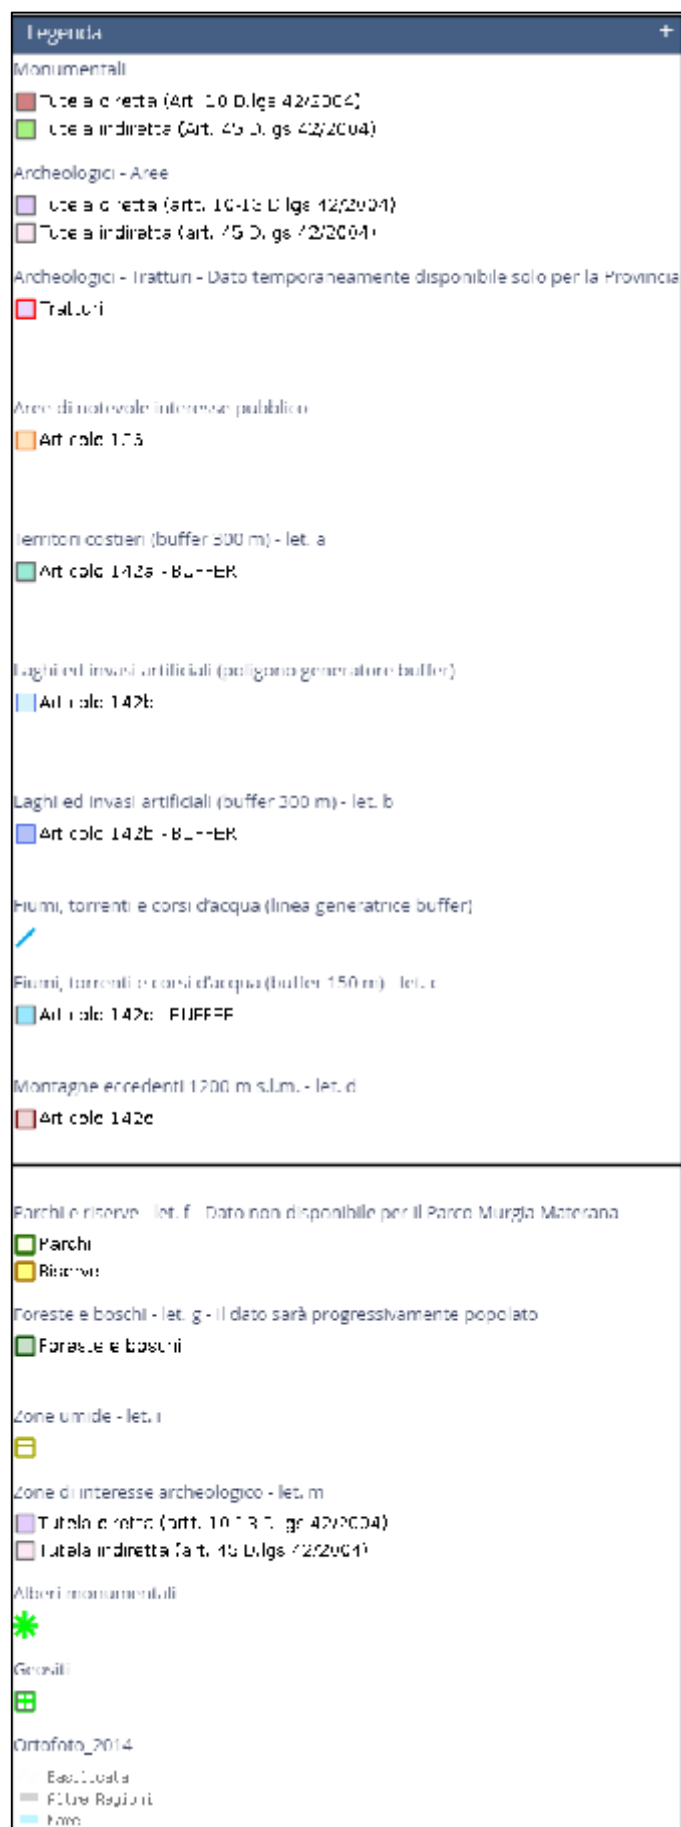 Legenda
+
Monumentali
Tutela diretta (Art. 10 D.lgs 42/2004)
Tutela indiretta (Art. 45 D.lgs 42/2004)
Archeologici - Aree
Tutela diretta (artt. 10-13 D.lgs 42/2004)
Tutela indiretta (art. 45 D.lgs 42/2004)
Archeologici - Tratturi - Dato temporaneamente disponibile solo per la Provincia
Tratturi
Aree di notevole interesse pubblico
Articolo 136
Territori costieri (buffer 300 m) - let. a
Articolo 142a - BUFFER
Laghi ed invasi artificiali (poligono generatore buffer)
Articolo 142b
Laghi ed invasi artificiali (buffer 300 m) - let. b
Articolo 142b - BUFFER
Fiumi, torrenti e corsi d'acqua (linea generatrice buffer)
Fiumi, torrenti e corsi d'acqua (buffer 150 m) - let. c
Articolo 142c - BUFFER
Montagne eccedenti 1200 m s.l.m. - let. d
Articolo 142d
Parchi e riserve - let. f - Dato non disponibile per il Parco Murgia Materana
Parchi
Riserve
Foreste e boschi - let. g - Il dato sarà progressivamente popolato
Foreste e boschi
Zone umide - let. i
Zone di interesse archeologico - let. m
Tutela diretta (artt. 10-13 D.lgs 42/2004)
Tutela indiretta (art. 45 D.lgs 42/2004)
Alberi monumentali
Geositi
Ortofoto_2014
Basilicata
Altre Regioni
Mare